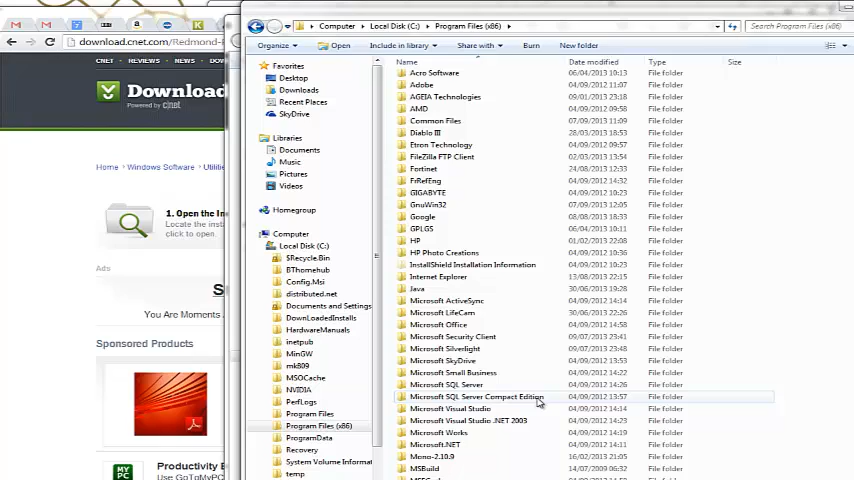 download.cnet.com/Redmond-
CNET REVIEWS NEWS
Download
Powered by c|net
Home › Windows Software › Utilities
1. Open the In
Locate the insta
click to open.
Ads
You Are Moments
Sponsored Products
Productivity B
MY PC
Use GoToMyPC
Computer ▸ Local Disk (C:) ▸ Program Files (x86) ▸
Search Program Files (x86)
Organize Open Include in library Share with Burn New folder
Favorites
Desktop
Downloads
Recent Places
SkyDrive
Libraries
Documents
Music
Pictures
Videos
Homegroup
Computer
Local Disk (C:)
$Recycle.Bin
BThomehub
Config.Msi
distributed.net
Documents and Settings
DownLoadedInstalls
HardwareManuals
inetpub
MinGW
mk809
MSOCache
NVIDIA
PerfLogs
Program Files
Program Files (x86)
ProgramData
Recovery
System Volume Informat
temp
Name Date modified Type Size
Acro Software 06/04/2013 10:13 File folder
Adobe 04/09/2012 11:07 File folder
AGEIA Technologies 09/01/2013 23:18 File folder
AMD 04/09/2012 09:58 File folder
Common Files 07/09/2013 11:09 File folder
Diablo III 28/03/2013 18:53 File folder
Etron Technology 04/09/2012 09:57 File folder
FileZilla FTP Client 02/03/2013 13:54 File folder
Fortinet 24/08/2013 12:33 File folder
FrRefEng 04/09/2012 14:32 File folder
GIGABYTE 04/09/2012 10:23 File folder
GnuWin32 07/09/2013 12:05 File folder
Google 08/08/2013 18:33 File folder
GPLGS 06/04/2013 10:11 File folder
HP 01/02/2013 22:08 File folder
HP Photo Creations 04/09/2012 10:36 File folder
InstallShield Installation Information 04/09/2012 10:23 File folder
Internet Explorer 13/08/2013 22:15 File folder
Java 30/06/2013 19:28 File folder
Microsoft ActiveSync 04/09/2012 14:14 File folder
Microsoft LifeCam 30/06/2013 22:26 File folder
Microsoft Office 04/09/2012 14:58 File folder
Microsoft Security Client 09/07/2013 23:41 File folder
Microsoft Silverlight 09/07/2013 23:48 File folder
Microsoft SkyDrive 04/09/2012 13:53 File folder
Microsoft Small Business 04/09/2012 14:22 File folder
Microsoft SQL Server 04/09/2012 14:26 File folder
Microsoft SQL Server Compact Edition 04/09/2012 13:57 File folder
Microsoft Visual Studio 04/09/2012 14:14 File folder
Microsoft Visual Studio .NET 2003 04/09/2012 14:23 File folder
Microsoft Works 04/09/2012 14:19 File folder
Microsoft.NET 04/09/2012 14:11 File folder
Mono-2.10.9 16/02/2013 21:05 File folder
MSBuild 14/07/2009 06:32 File folder